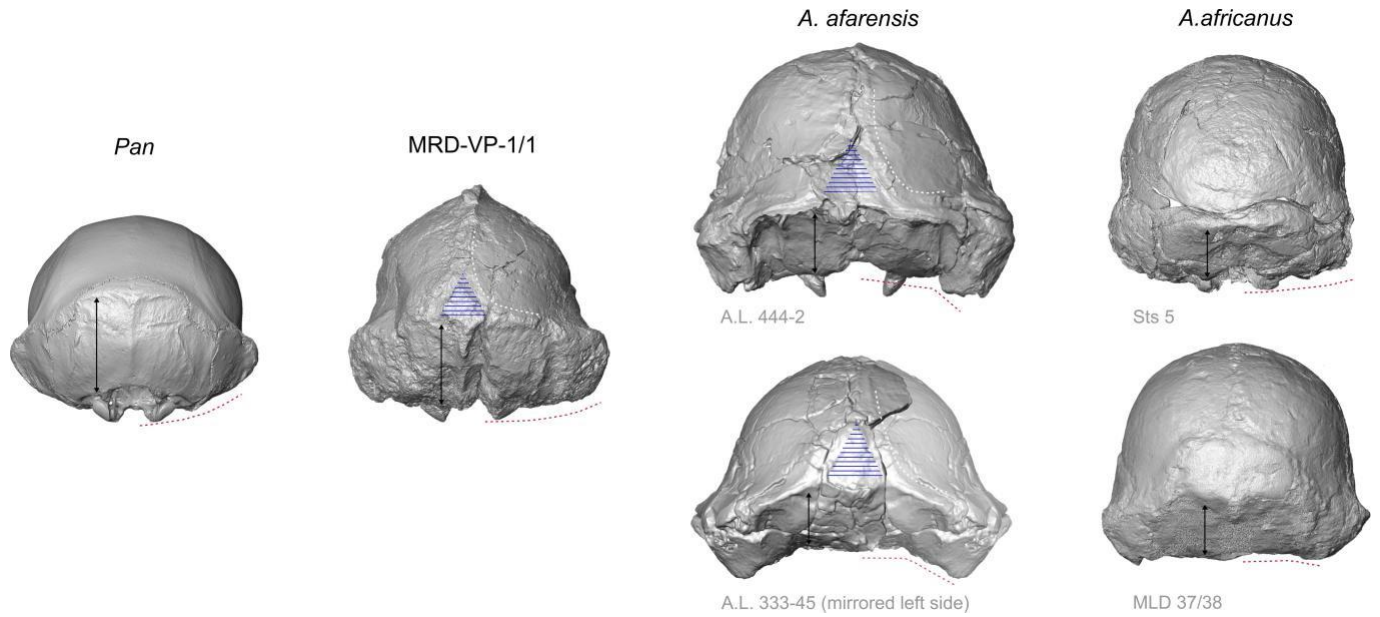 A. afarensis
A.africanus
Pan
MRD-VP-1/1
A.L. 444-2
Sts 5
A.L. 333-45 (mirrored left side)
MLD 37/38